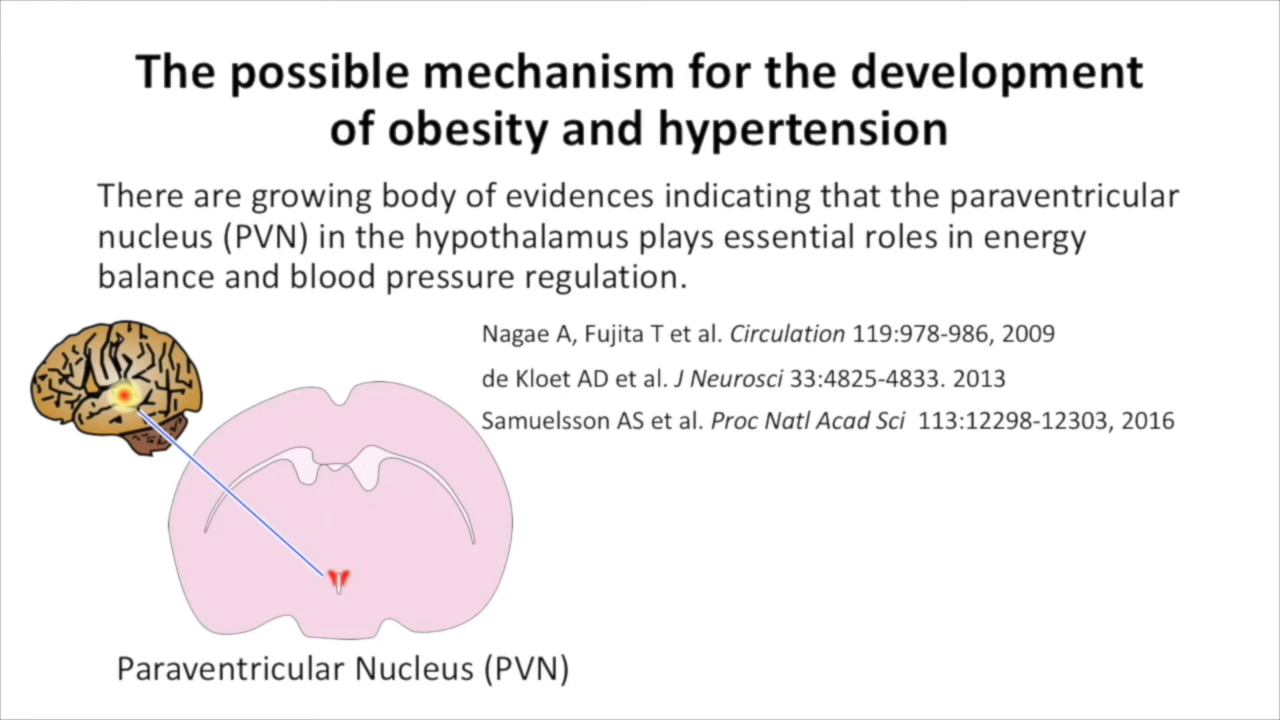 The possible mechanism for the development
of obesity and hypertension
There are growing body of evidences indicating that the paraventricular
nucleus (PVN) in the hypothalamus plays essential roles in energy
balance and blood pressure regulation.
Nagae A, Fujita T et al. Circulation 119:978-986, 2009
de Kloet AD et al. J Neurosci 33:4825-4833. 2013
Samuelsson AS et al. Proc Natl Acad Sci 113:12298-12303, 2016
Paraventricular Nucleus (PVN)